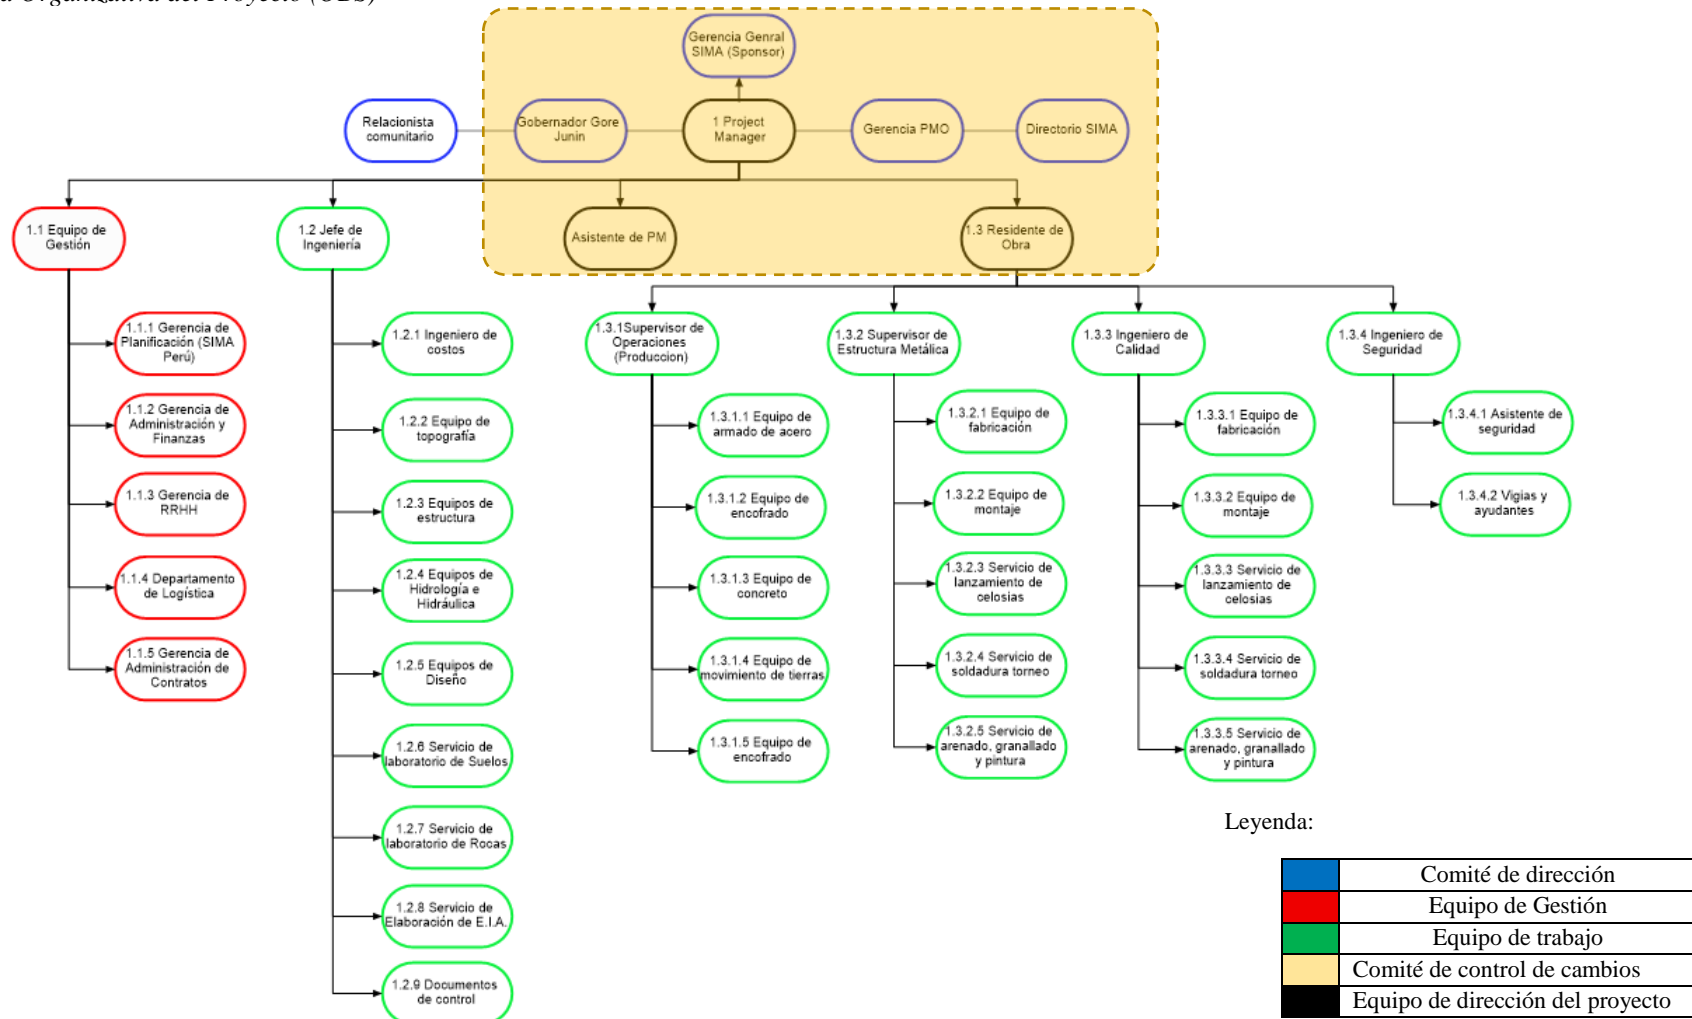 a Organizativa del Proyecto (OBS)
Gerencia Genral
SIMA (Sponsor)
Relacionista
comunitario
Gobernador Gore
Junin
1 Project
Manager
Gerencia PMO
Directorio SIMA
1.1 Equipo de
Gestión
1.2 Jefe de
Ingeniería
Asistente de PM
1.3 Residente de
Obra
1.1.1 Gerencia de
Planificación (SIMA
Perú)
1.1.2 Gerencia de
Administración y
Finanzas
1.1.3 Gerencia de
RRHH
1.1.4 Departamento
de Logística
1.1.5 Gerencia de
Administración de
Contratos
1.2.1 Ingeniero de
costos
1.2.2 Equipo de
topografía
1.2.3 Equipos de
estructura
1.2.4 Equipos de
Hidrología e
Hidráulica
1.2.5 Equipos de
Diseño
1.2.6 Servicio de
laboratorio de Suelos
1.2.7 Servicio de
laboratorio de Rocas
1.2.8 Servicio de
Elaboración de E.I.A.
1.2.9 Documentos
de control
1.3.1Supervisor de
Operaciones
(Produccion)
1.3.1.1 Equipo de
armado de acero
1.3.1.2 Equipo de
encofrado
1.3.1.3 Equipo de
concreto
1.3.1.4 Equipo de
movimiento de tierras
1.3.1.5 Equipo de
encofrado
1.3.2 Supervisor de
Estructura Metálica
1.3.2.1 Equipo de
fabricación
1.3.2.2 Equipo de
montaje
1.3.2.3 Servicio de
lanzamiento de
celosias
1.3.2.4 Servicio de
soldadura torneo
1.3.2.5 Servicio de
arenado, granallado
y pintura
1.3.3 Ingeniero de
Calidad
1.3.3.1 Equipo de
fabricación
1.3.3.2 Equipo de
montaje
1.3.3.3 Servicio de
lanzamiento de
celosias
1.3.3.4 Servicio de
soldadura torneo
1.3.3.5 Servicio de
arenado, granallado
y pintura
1.3.4 Ingeniero de
Seguridad
1.3.4.1 Asistente de
seguridad
1.3.4.2 Vigias y
ayudantes
Leyenda:
Comité de dirección
Equipo de Gestión
Equipo de trabajo
Comité de control de cambios
Equipo de dirección del proyecto